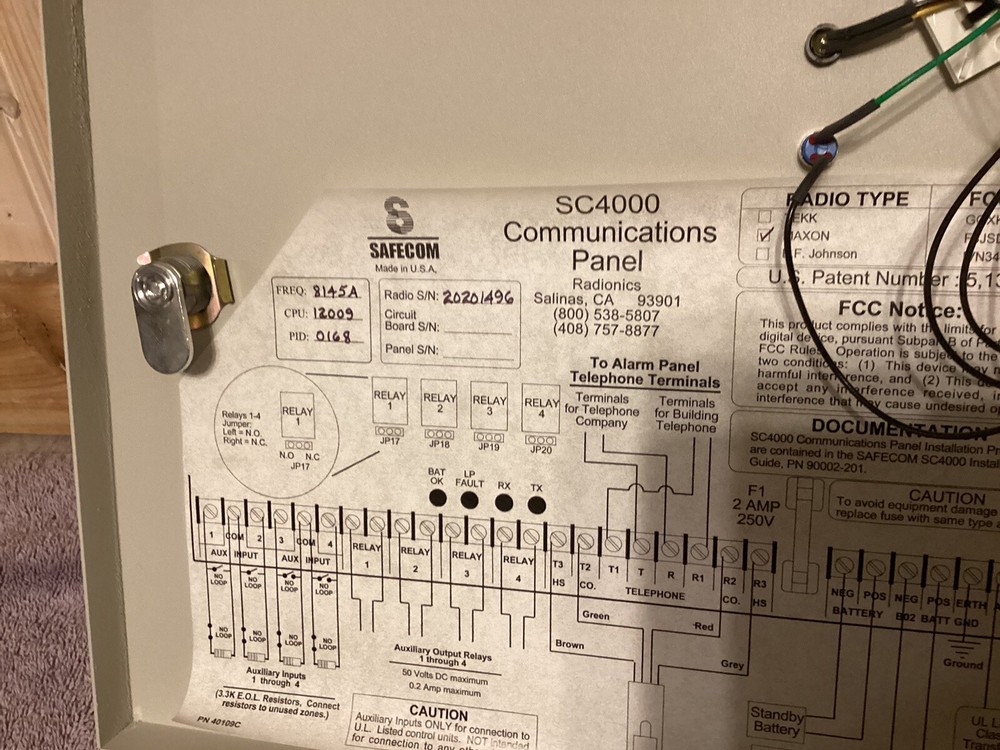 SAFECOM
Made in U.S.A.
SC4000
Communications
Panel
Radionics
Salinas, CA 93901
(800) 538-5807
(408) 757-8877
FREQ: 8145A
CPU: 12009
PID: 0168
Radio S/N: 20201496
Circuit
Board S/N:
Panel S/N:
RADIO TYPE
MAXON
E.F. Johnson
U.S. Patent Number : 5,13
FCC Notice:
This product complies with the limits for
digital device, pursuant Subpart B of
FCC Rules. Operation is subject to the
two conditions: (1) This device may
harmful interference, and (2) This
accept any interference received, in
interference that may cause undesired
DOCUMENTATION
SC4000 Communications Panel Installation
are contained in the SAFECOM SC4000
Guide, PN 90002-201.
CAUTION
To avoid equipment damage
replace fuse with same type
To Alarm Panel
Telephone Terminals
Terminals
for Telephone
Company
Terminals
for Building
Telephone
Relays 1-4
Jumper:
Left = N.O.
Right = N.C.
RELAY
1
N.O N.C
JP17
RELAY
1
JP17
RELAY
2
JP18
RELAY
3
JP19
RELAY
4
JP20
BAT
OK
LP
FAULT
RX
TX
F1
2 AMP
250V
1 COM 2 3 COM 4
AUX INPUT AUX INPUT
RELAY
1
RELAY
2
RELAY
3
RELAY
4
T3
HS
T2
CO.
T1 T R R1
TELEPHONE
R2
CO.
R3
HS
NEG POS NEG POS ERTH
BATTERY 802 BATT GND
NO
LOOP
NO
LOOP
NO
LOOP
NO
LOOP
NO
LOOP
NO
LOOP
NO
LOOP
NO
LOOP
Green
Red
Brown
Grey
Ground
Auxiliary Inputs
1 through 4
(3.3K E.O.L. Resistors, Connect
resistors to unused zones.)
Auxiliary Output Relays
1 through 4
50 Volts DC maximum
0.2 Amp maximum
CAUTION
Auxiliary Inputs ONLY for connection to
U.L. Listed control units. NOT intended
for connection to any
Standby
Battery
UL
PN 40109C